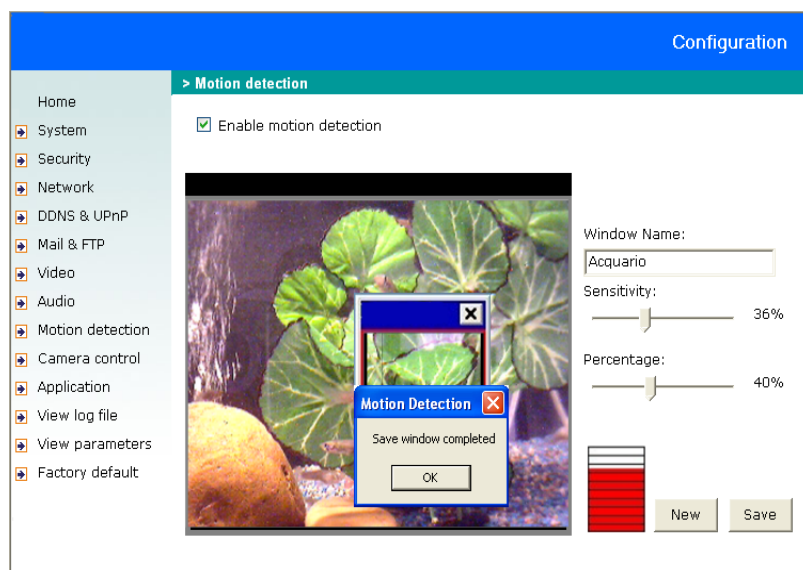 Configuration
> Motion detection
Home
System
Security
Network
DDNS & UPnP
Mail & FTP
Video
Audio
Motion detection
Camera control
Application
View log file
View parameters
Factory default
Enable motion detection
Motion Detection
Save window completed
OK
Window Name:
Acquario
Sensitivity:
36%
Percentage:
40%
New
Save